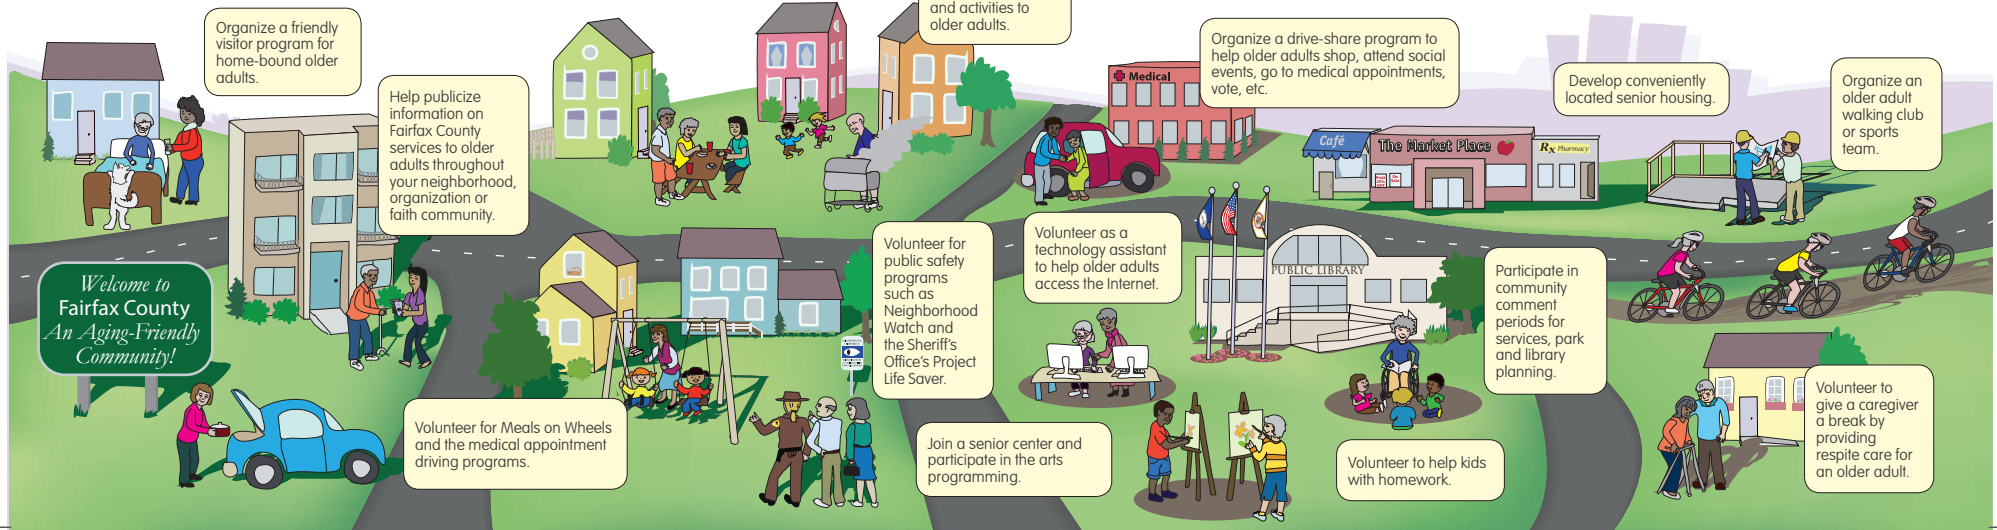 and activities to
older adults.
Organize a friendly
visitor program for
home-bound older
adults.
Help publicize
information on
Fairfax County
services to older
adults throughout
your neighborhood,
organization or
faith community.
Medical
Organize a drive-share program to
help older adults shop, attend social
events, go to medical appointments,
vote, etc.
Develop conveniently
located senior housing.
Organize an
older adult
walking club
or sports
team.
Café
The Market Place
Rx Pharmacy
Welcome to
Fairfax County
An Aging-Friendly
Community!
Volunteer for
public safety
programs
such as
Neighborhood
Watch and
the Sheriff's
Office's Project
Life Saver.
Volunteer as a
technology assistant
to help older adults
access the Internet.
PUBLIC LIBRARY
Participate in
community
comment
periods for
services, park
and library
planning.
Volunteer for Meals on Wheels
and the medical appointment
driving programs.
Join a senior center and
participate in the arts
programming.
Volunteer to help kids
with homework.
Volunteer to
give a caregiver
a break by
providing
respite care for
an older adult.